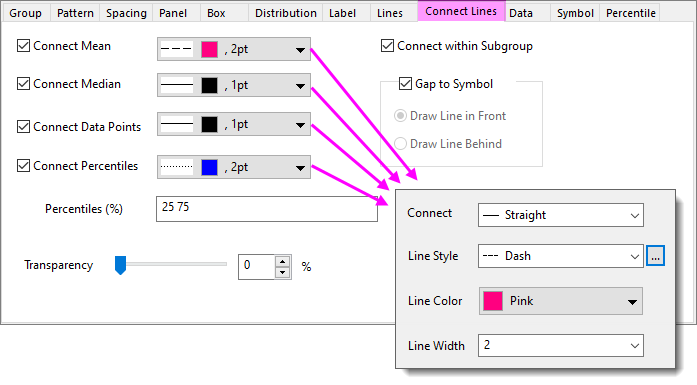 Group Pattern Spacing Panel Box Distribution Label Lines Connect Lines Data Symbol Percentile
Connect Mean , 2pt Connect within Subgroup
Connect Median , 1pt Gap to Symbol
Draw Line in Front
Connect Data Points , 1pt
Draw Line Behind
Connect Percentiles , 2pt
Percentiles (%) 25 75
Connect Straight
Line Style Dash ...
Transparency 0 %
Line Color Pink
Line Width 2